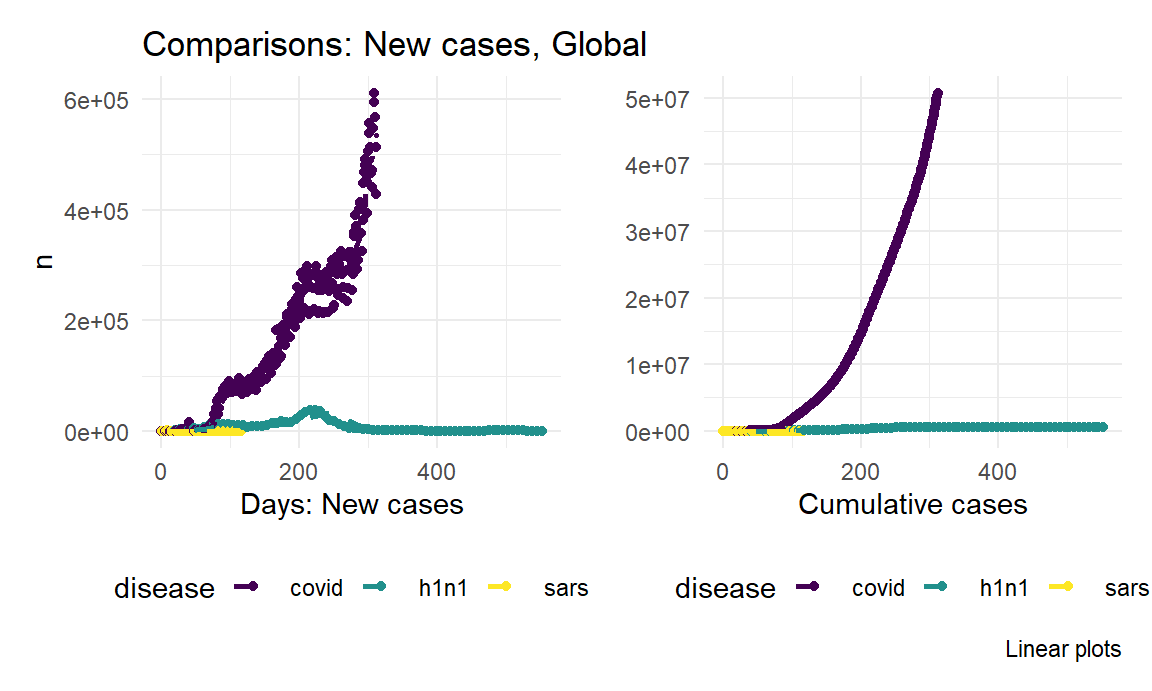 Comparisons: New cases, Global
n
6e+05
4e+05
2e+05
0e+00
0 200 400
Days: New cases
5e+07
4e+07
3e+07
2e+07
1e+07
0e+00
0 200 400
Cumulative cases
disease covid h1n1 sars
disease covid h1n1 sars
Linear plots